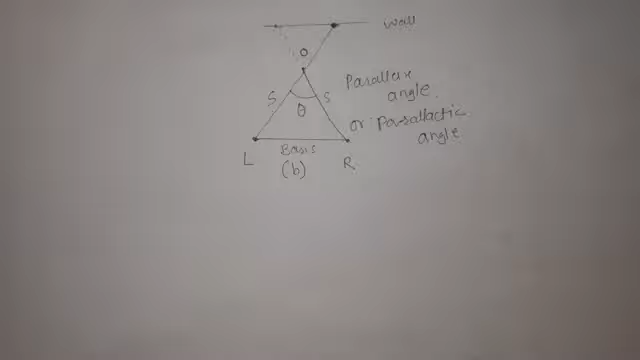 Wall
O
Parallax
angle.
S
S
θ
or Parallactic
angle
Basis
L
(b)
R